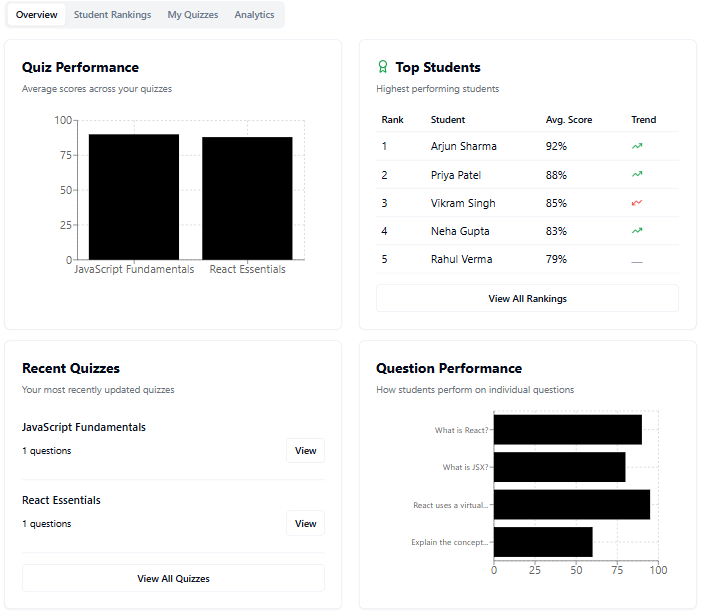 Overview Student Rankings My Quizzes Analytics
Quiz Performance
Average scores across your quizzes
100
75
50
25
0
JavaScript Fundamentals React Essentials
Top Students
Highest performing students
Rank Student Avg. Score Trend
1 Arjun Sharma 92%
2 Priya Patel 88%
3 Vikram Singh 85%
4 Neha Gupta 83%
5 Rahul Verma 79%
View All Rankings
Recent Quizzes
Your most recently updated quizzes
JavaScript Fundamentals
1 questions View
React Essentials
1 questions View
View All Quizzes
Question Performance
How students perform on individual questions
What is React?
What is JSX?
React uses a virtual...
Explain the concept...
0 25 50 75 100